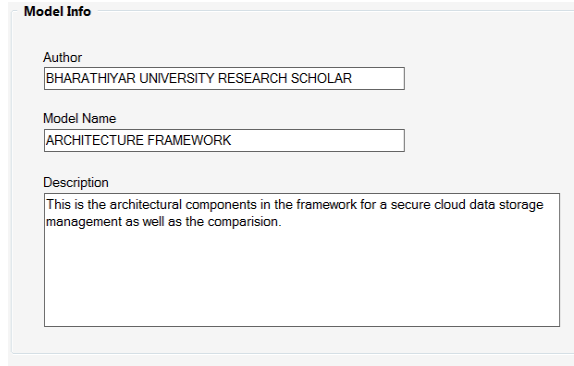 Model Info
Author
BHARATHIYAR UNIVERSITY RESEARCH SCHOLAR
Model Name
ARCHITECTURE FRAMEWORK
Description
This is the architectural components in the framework for a secure cloud data storage
management as well as the comparision.